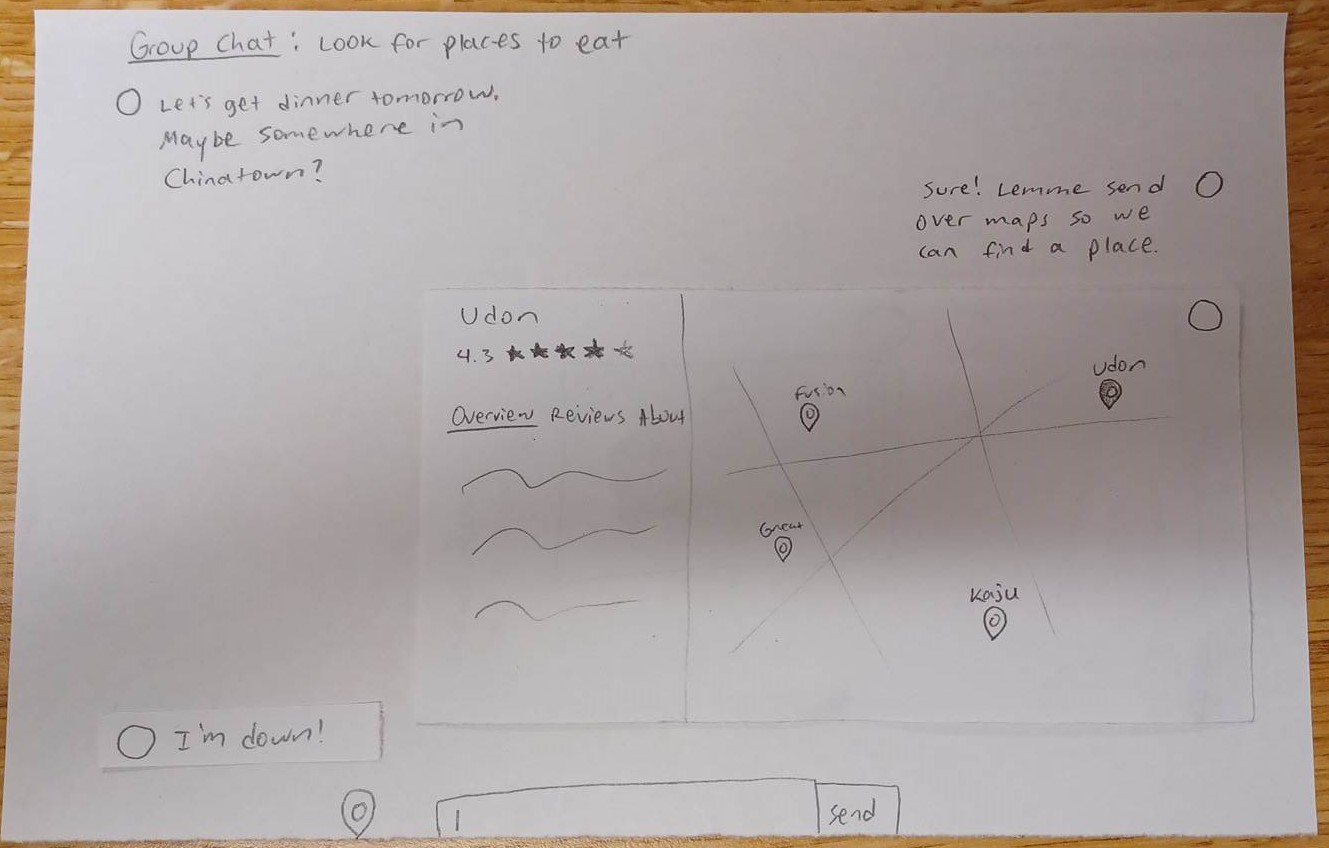 Group Chat: Look for places to eat
Let's get dinner tomorrow.
Maybe somewhere in
Chinatown?
Sure! Lemme send
over maps so we
can find a place.
Udon
4.3
Overview Reviews About
Fusion
Udon
Great
Kaju
I'm down!
send